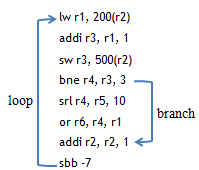 lw r1, 200(r2)
addi r3, r1, 1
sw r3, 500(r2)
bne r4, r3, 3
loop
srl r4, r5, 10
branch
or r6, r4, r1
addi r2, r2, 1
sbb -7